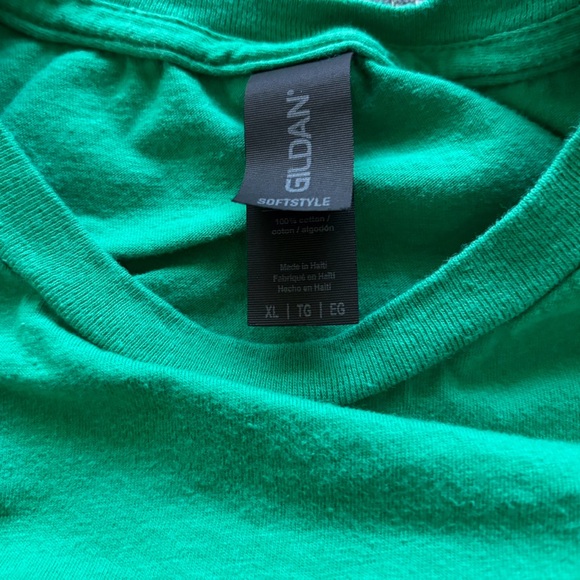 GILDAN®
SOFTSTYLE
100% cotton /
coton / algodón
Made in Haiti
Fabriqué en Haïti
Hecho en Haití
XL | TG | EG